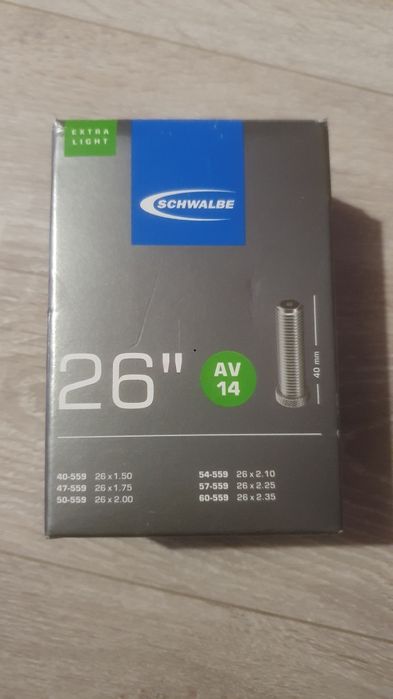 EXTRA
LIGHT
SCHWALBE
26"
AV
14
40 mm
40-559 26 x 1.50
47-559 26 x 1.75
50-559 26 x 2.00
54-559 26 x 2.10
57-559 26 x 2.25
60-559 26 x 2.35